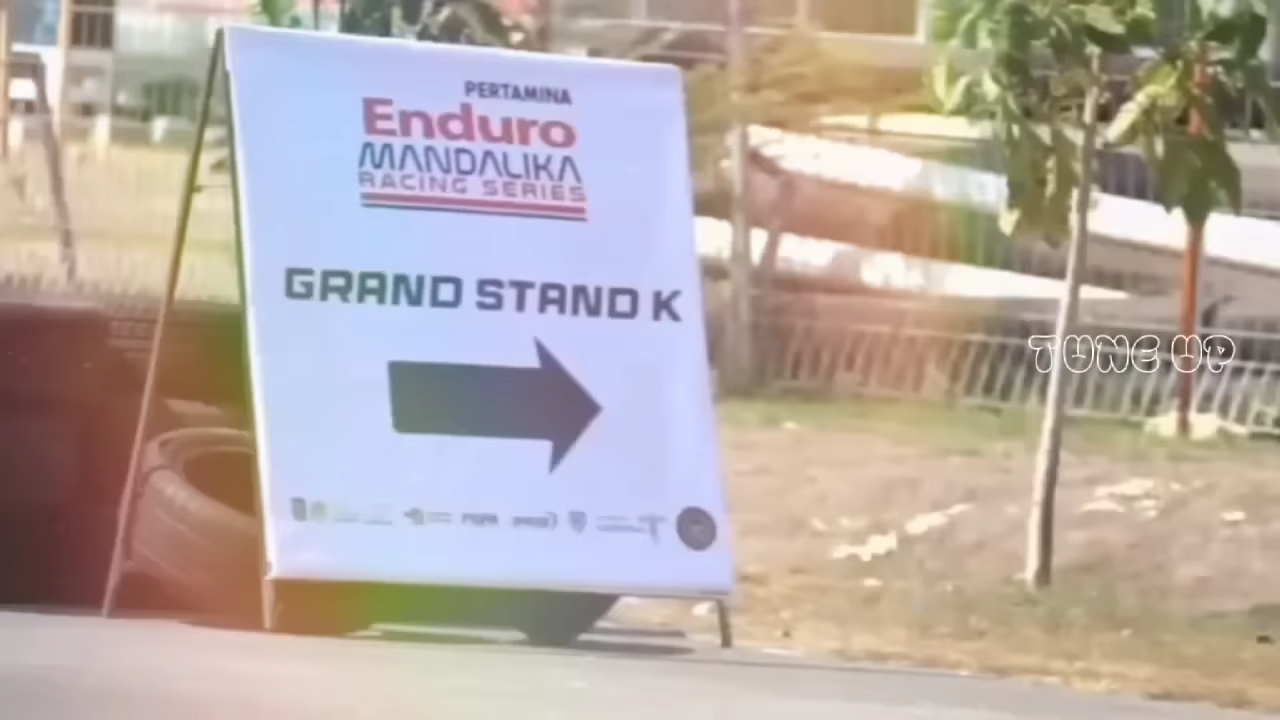 PERTAMINA
Enduro
MANDALIKA
RACING SERIES
GRAND STAND K
TUNE UP